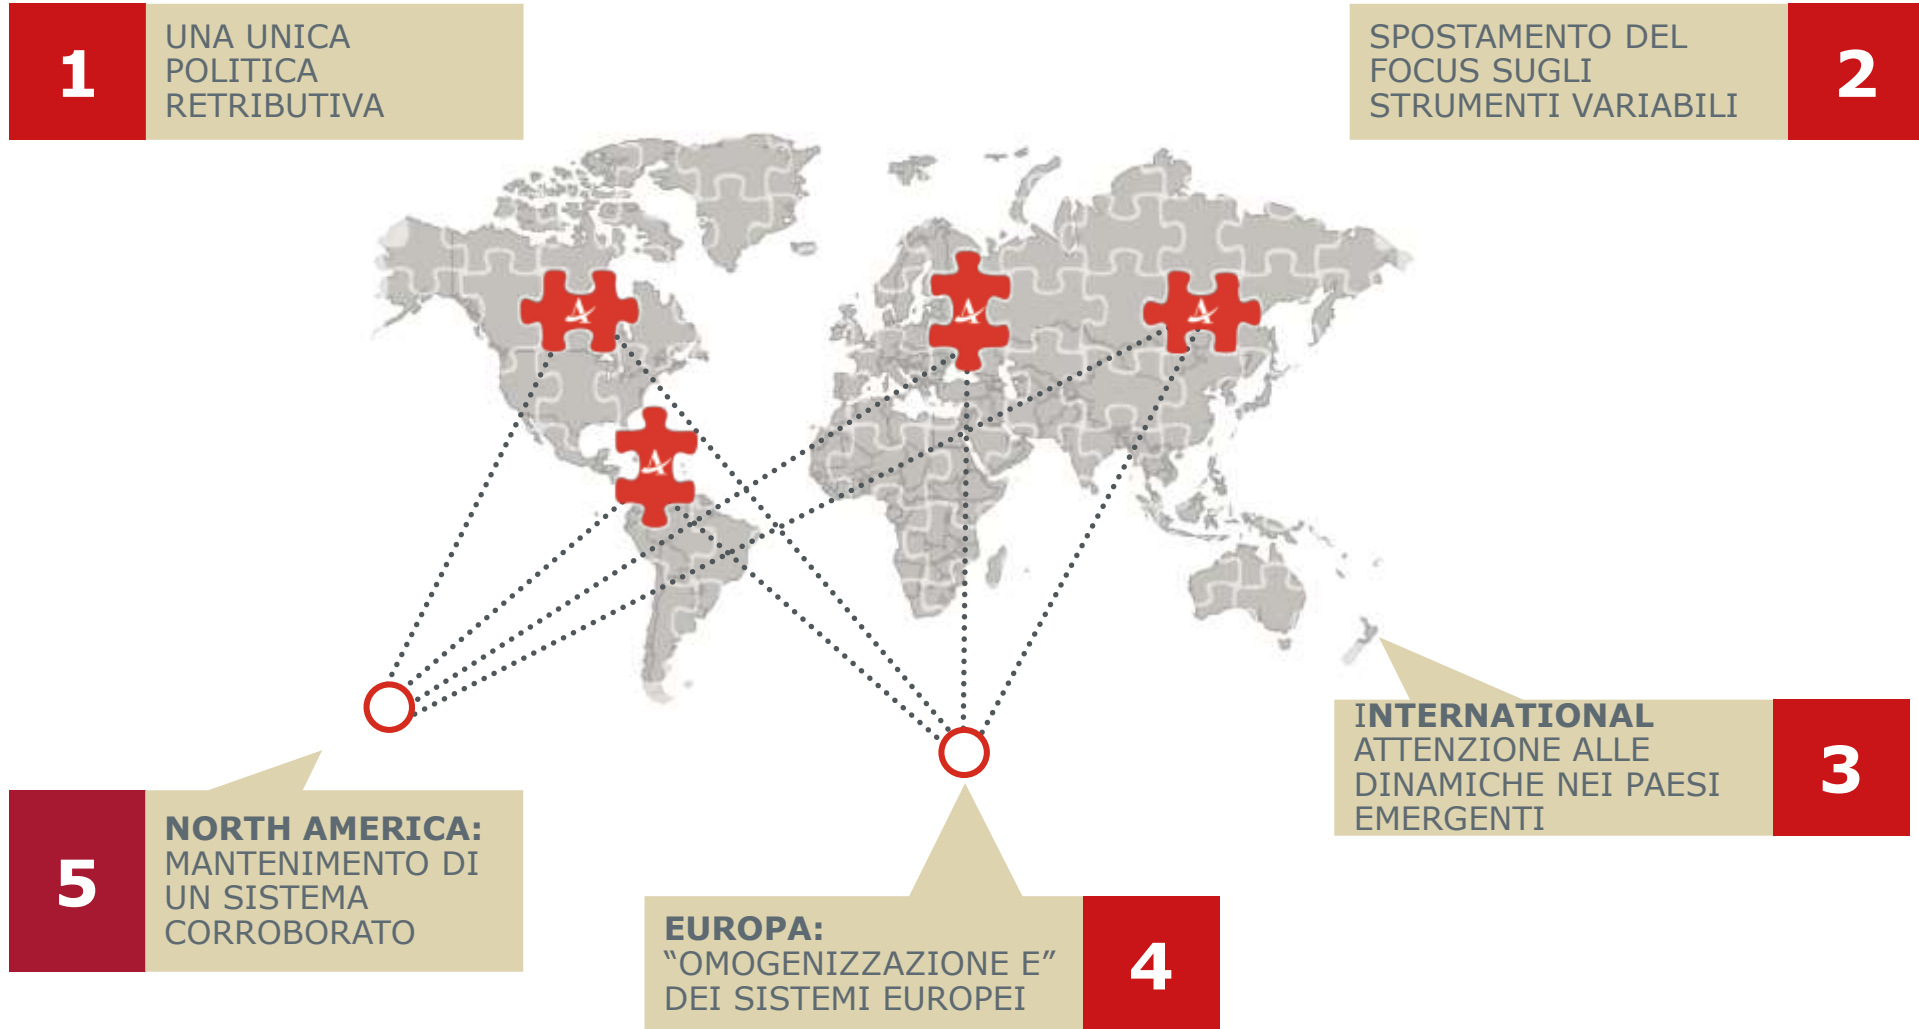 1
UNA UNICA
POLITICA
RETRIBUTIVA
SPOSTAMENTO DEL
FOCUS SUGLI
STRUMENTI VARIABILI
2
INTERNATIONAL
ATTENZIONE ALLE
DINAMICHE NEI PAESI
EMERGENTI
3
5
NORTH AMERICA:
MANTENIMENTO DI
UN SISTEMA
CORROBORATO
EUROPA:
“OMOGENIZZAZIONE E”
DEI SISTEMI EUROPEI
4